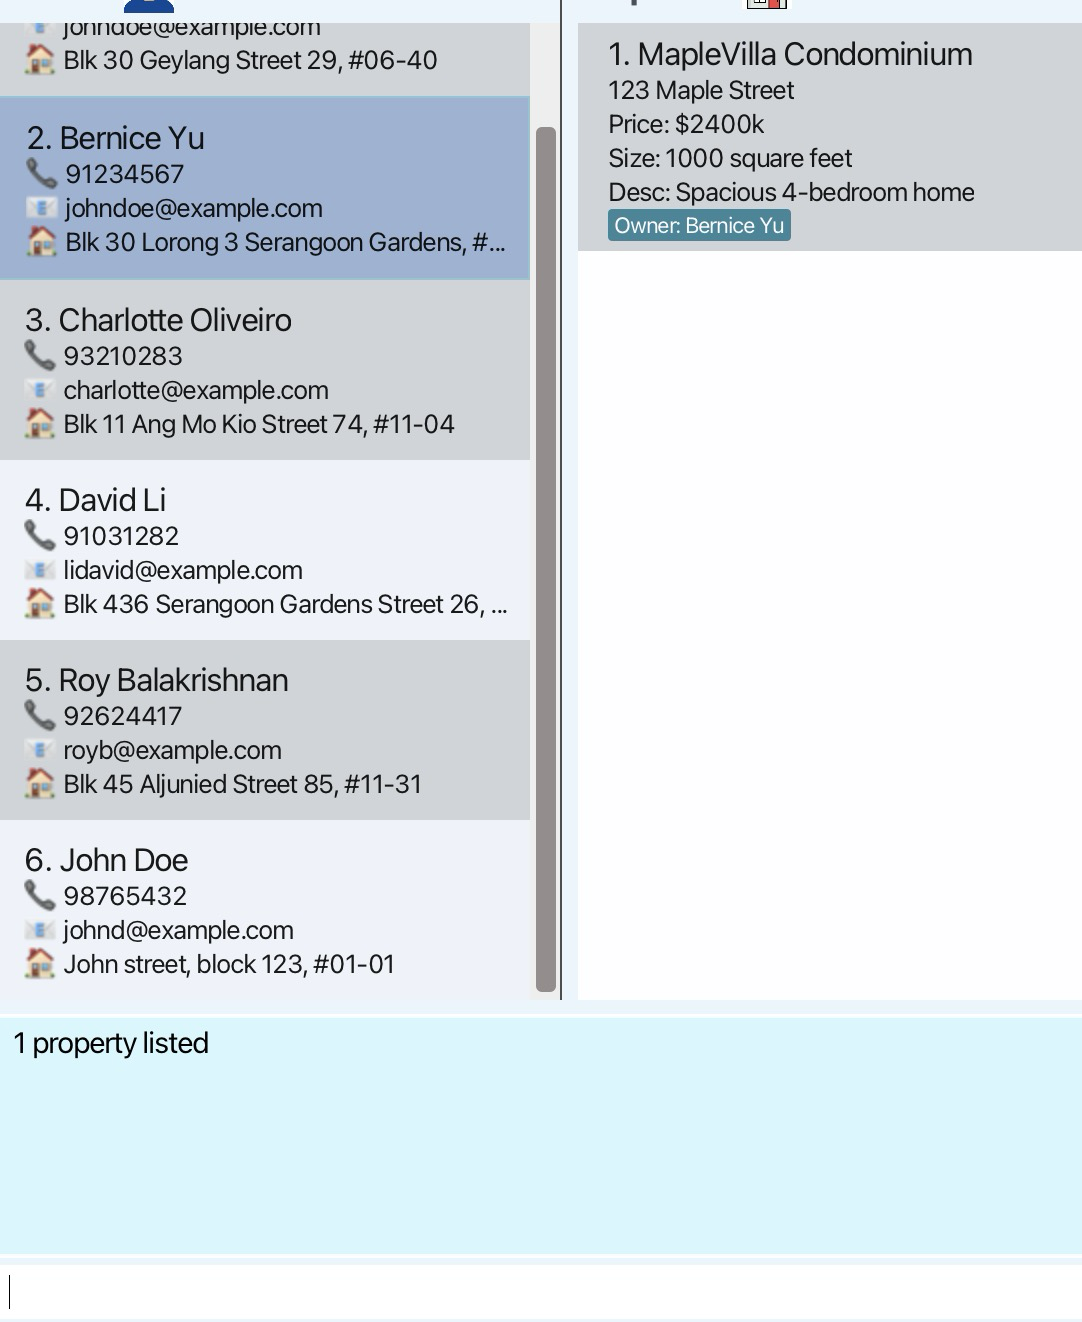 johndoe@example.com
Blk 30 Geylang Street 29, #06-40
2. Bernice Yu
91234567
johndoe@example.com
Blk 30 Lorong 3 Serangoon Gardens, #...
3. Charlotte Oliveiro
93210283
charlotte@example.com
Blk 11 Ang Mo Kio Street 74, #11-04
4. David Li
91031282
lidavid@example.com
Blk 436 Serangoon Gardens Street 26, ...
5. Roy Balakrishnan
92624417
royb@example.com
Blk 45 Aljunied Street 85, #11-31
6. John Doe
98765432
johnd@example.com
John street, block 123, #01-01
1. MapleVilla Condominium
123 Maple Street
Price: $2400k
Size: 1000 square feet
Desc: Spacious 4-bedroom home
Owner: Bernice Yu
1 property listed